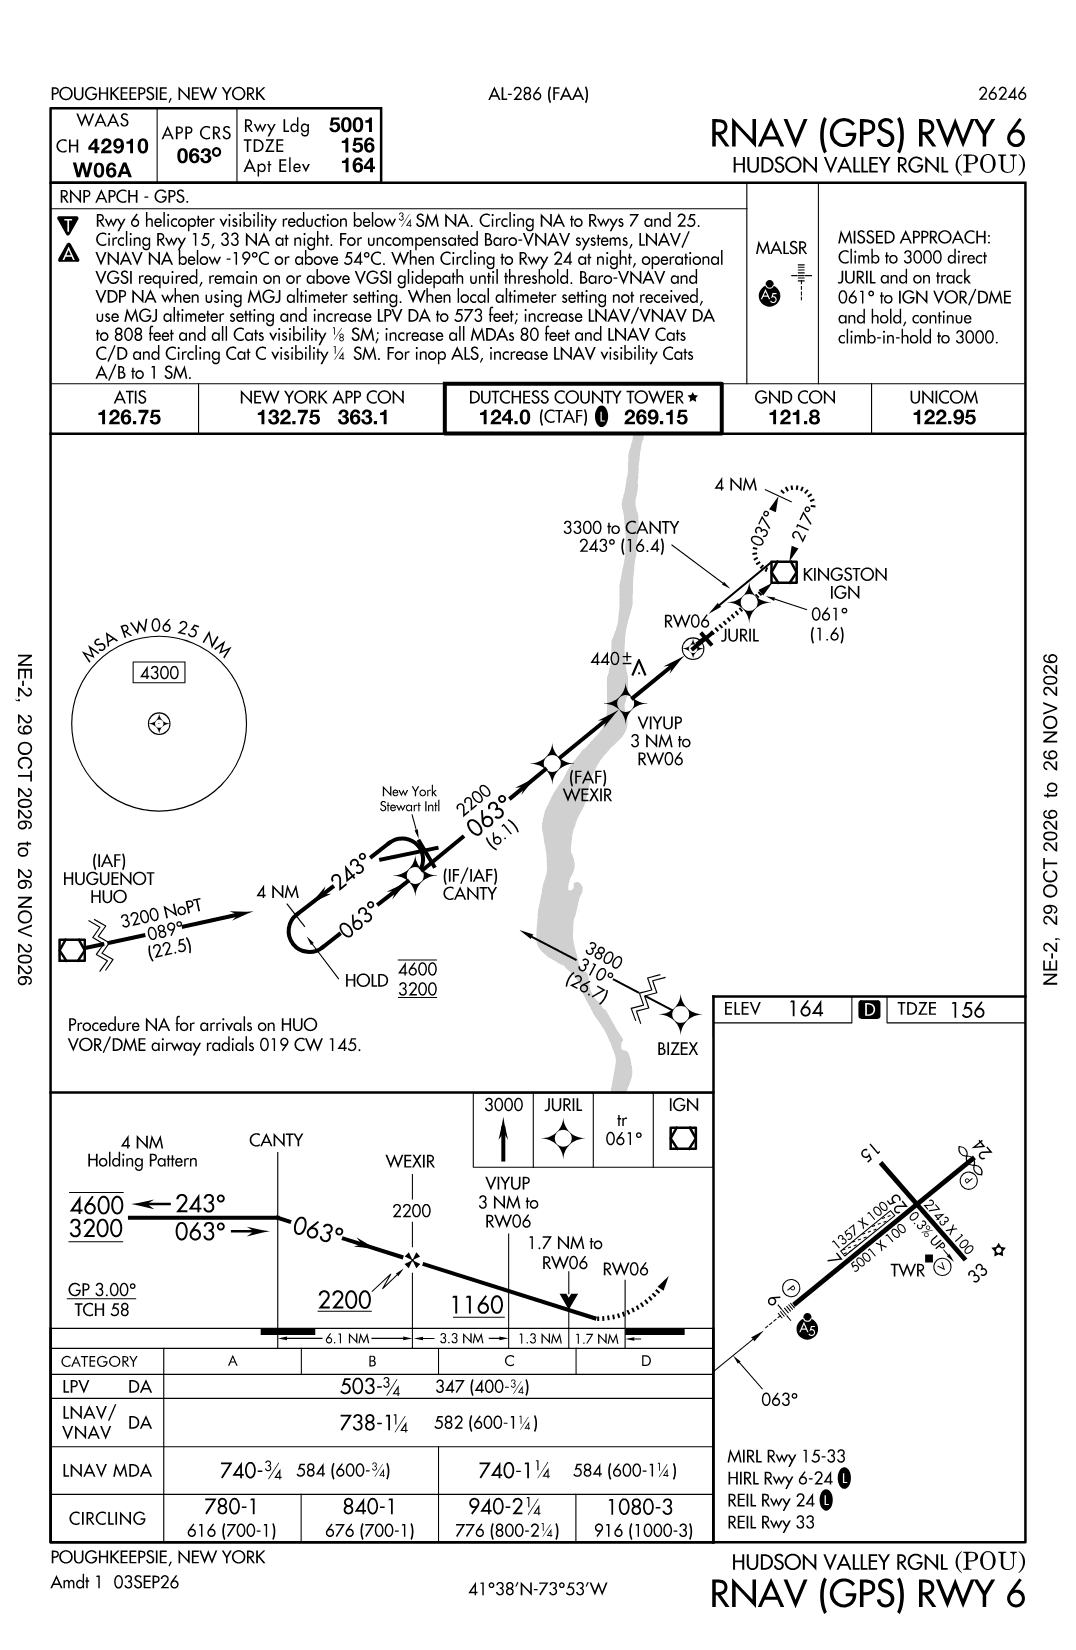 POUGHKEEPSIE, NEW YORK
AL-286 (FAA)
26246
WAAS
CH 42910
W06A
APP CRS
063°
Rwy Ldg 5001
TDZE 156
Apt Elev 164
RNAV (GPS) RWY 6
HUDSON VALLEY RGNL (POU)
RNP APCH - GPS.
T
A
Rwy 6 helicopter visibility reduction below ¾ SM NA. Circling NA to Rwys 7 and 25.
Circling Rwy 15, 33 NA at night. For uncompensated Baro-VNAV systems, LNAV/
VNAV NA below -19°C or above 54°C. When Circling to Rwy 24 at night, operational
VGSI required, remain on or above VGSI glidepath until threshold. Baro-VNAV and
VDP NA when using MGJ altimeter setting. When local altimeter setting not received,
use MGJ altimeter setting and increase LPV DA to 573 feet; increase LNAV/VNAV DA
to 808 feet and all Cats visibility ⅛ SM; increase all MDAs 80 feet and LNAV Cats
C/D and Circling Cat C visibility ¼ SM. For inop ALS, increase LNAV visibility Cats
A/B to 1 SM.
MALSR
A5
MISSED APPROACH:
Climb to 3000 direct
JURIL and on track
061° to IGN VOR/DME
and hold, continue
climb-in-hold to 3000.
ATIS
126.75
NEW YORK APP CON
132.75 363.1
DUTCHESS COUNTY TOWER ★
124.0 (CTAF) L 269.15
GND CON
121.8
UNICOM
122.95
4 NM
037°
217°
3300 to CANTY
243° (16.4)
KINGSTON
IGN
061°
(1.6)
RW06
JURIL
MSA RW06 25 NM
4300
440±
VIYUP
3 NM to
RW06
(FAF)
WEXIR
New York
Stewart Intl
2200
063°
(6.1)
(IF/IAF)
CANTY
243°
063°
4 NM
HOLD
4600
3200
(IAF)
HUGUENOT
HUO
3200 NoPT
089°
(22.5)
3800
310°
(26.7)
BIZEX
Procedure NA for arrivals on HUO
VOR/DME airway radials 019 CW 145.
NE-2, 29 OCT 2026 to 26 NOV 2026
NE-2, 29 OCT 2026 to 26 NOV 2026
ELEV 164
D
TDZE 156
15
24
P
1357 X 100
25
7
5001 X 100
0.3% UP
2743 X 100
TWR
A
33
P
6
A5
063°
MIRL Rwy 15-33
HIRL Rwy 6-24 L
REIL Rwy 24 L
REIL Rwy 33
3000
JURIL
tr
061°
IGN
4 NM
Holding Pattern
CANTY
WEXIR
VIYUP
3 NM to
RW06
1.7 NM to
RW06
RW06
4600
3200
243°
063°
063°
2200
2200
1160
GP 3.00°
TCH 58
6.1 NM
3.3 NM
1.3 NM
1.7 NM
CATEGORY A B C D
LPV DA 503-¾ 347 (400-¾)
LNAV/
VNAV DA 738-1¼ 582 (600-1¼)
LNAV MDA 740-¾ 584 (600-¾) 740-1¼ 584 (600-1¼)
CIRCLING
780-1 840-1 940-2¼ 1080-3
616 (700-1) 676 (700-1) 776 (800-2¼) 916 (1000-3)
POUGHKEEPSIE, NEW YORK
Amdt 1 03SEP26
41°38'N-73°53'W
HUDSON VALLEY RGNL (POU)
RNAV (GPS) RWY 6